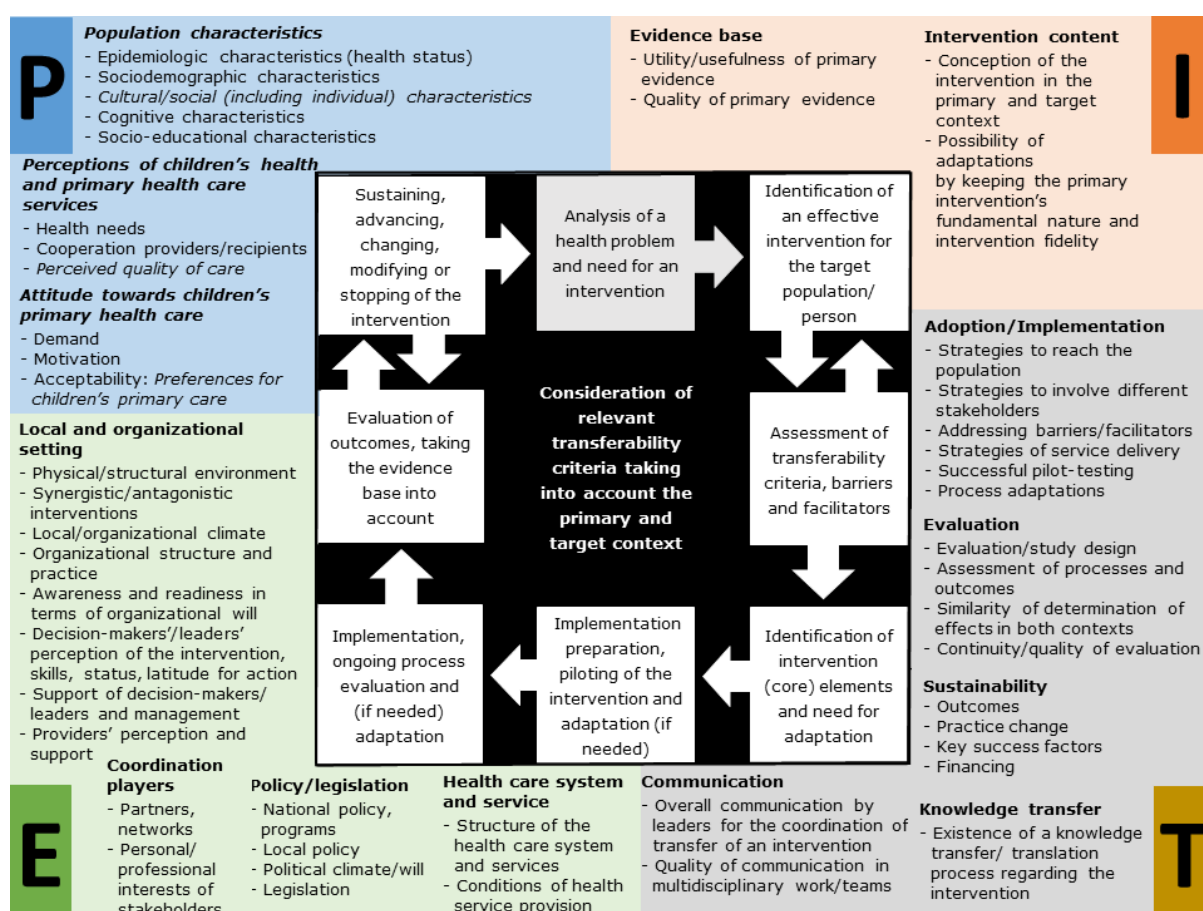 P
Population characteristics
- Epidemiologic characteristics (health status)
- Sociodemographic characteristics
- Cultural/social (including individual) characteristics
- Cognitive characteristics
- Socio-educational characteristics
Perceptions of children's health
and primary health care
services
- Health needs
- Cooperation providers/recipients
- Perceived quality of care
Attitude towards children's
primary health care
- Demand
- Motivation
- Acceptability: Preferences for
children's primary care
Evidence base
- Utility/usefulness of primary
evidence
- Quality of primary evidence
Intervention content
- Conception of the
intervention in the
primary and target
context
- Possibility of
adaptations
by keeping the primary
intervention's
fundamental nature and
intervention fidelity
I
Sustaining,
advancing,
changing,
modifying or
stopping of the
intervention
Analysis of a
health problem
and need for an
intervention
Identification of
an effective
intervention for
the target
population/
person
Evaluation of
outcomes, taking
the evidence
base into
account
Consideration of
relevant
transferability
criteria taking
into account the
primary and
target context
Assessment of
transferability
criteria, barriers
and facilitators
Implementation,
ongoing process
evaluation and
(if needed)
adaptation
Implementation
preparation,
piloting of the
intervention and
adaptation (if
needed)
Identification of
intervention
(core) elements
and need for
adaptation
Local and organizational
setting
- Physical/structural environment
- Synergistic/antagonistic
interventions
- Local/organizational climate
- Organizational structure and
practice
- Awareness and readiness in
terms of organizational will
- Decision-makers'/leaders'
perception of the intervention,
skills, status, latitude for action
- Support of decision-makers/
leaders and management
- Providers' perception and
support
E
Coordination
players
- Partners,
networks
- Personal/
professional
interests of
stakeholders
Policy/legislation
- National policy,
programs
- Local policy
- Political climate/will
- Legislation
Health care system
and service
- Structure of the
health care system
and services
- Conditions of health
service provision
Adoption/Implementation
- Strategies to reach the
population
- Strategies to involve different
stakeholders
- Addressing barriers/facilitators
- Strategies of service delivery
- Successful pilot-testing
- Process adaptations
Evaluation
- Evaluation/study design
- Assessment of processes and
outcomes
- Similarity of determination of
effects in both contexts
- Continuity/quality of evaluation
Sustainability
- Outcomes
- Practice change
- Key success factors
- Financing
Communication
- Overall communication by
leaders for the coordination of
transfer of an intervention
- Quality of communication in
multidisciplinary work/teams
Knowledge transfer
- Existence of a knowledge
transfer/ translation
process regarding the
intervention
T